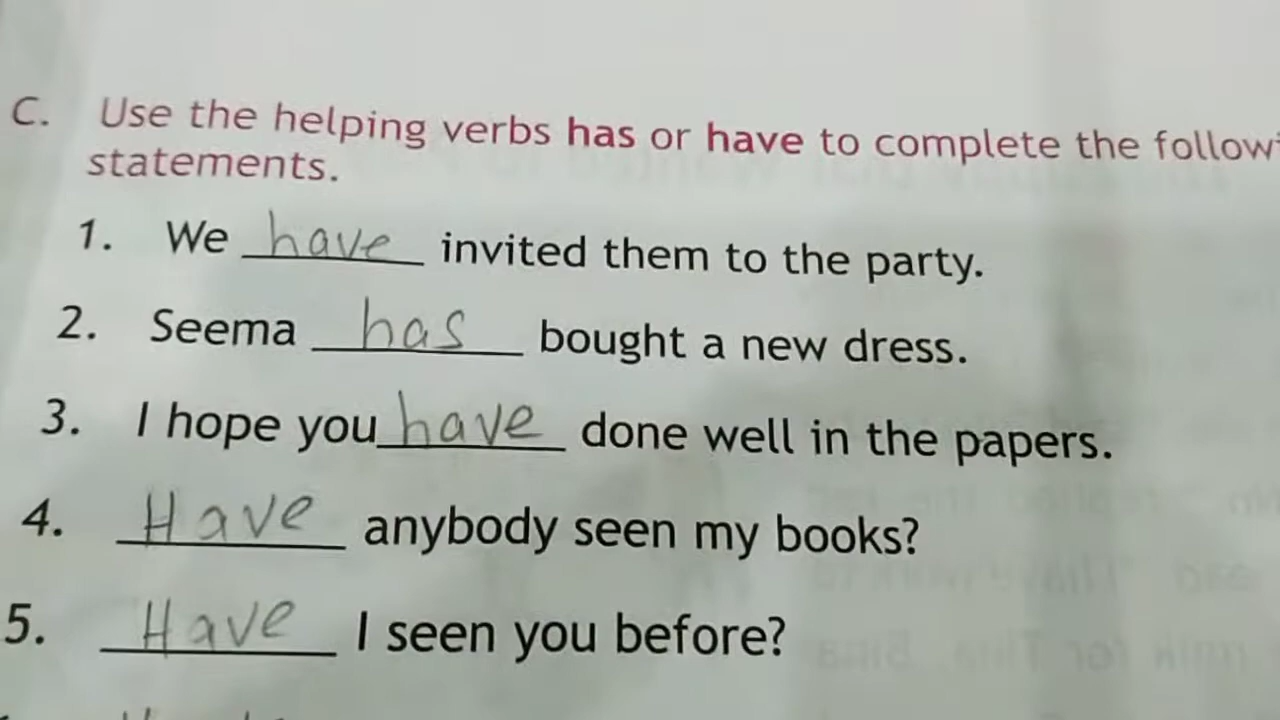 C. Use the helping verbs has or have to complete the follow
statements.
1. We have invited them to the party.
2. Seema has bought a new dress.
3. I hope you have done well in the papers.
4. Have anybody seen my books?
5. Have I seen you before?